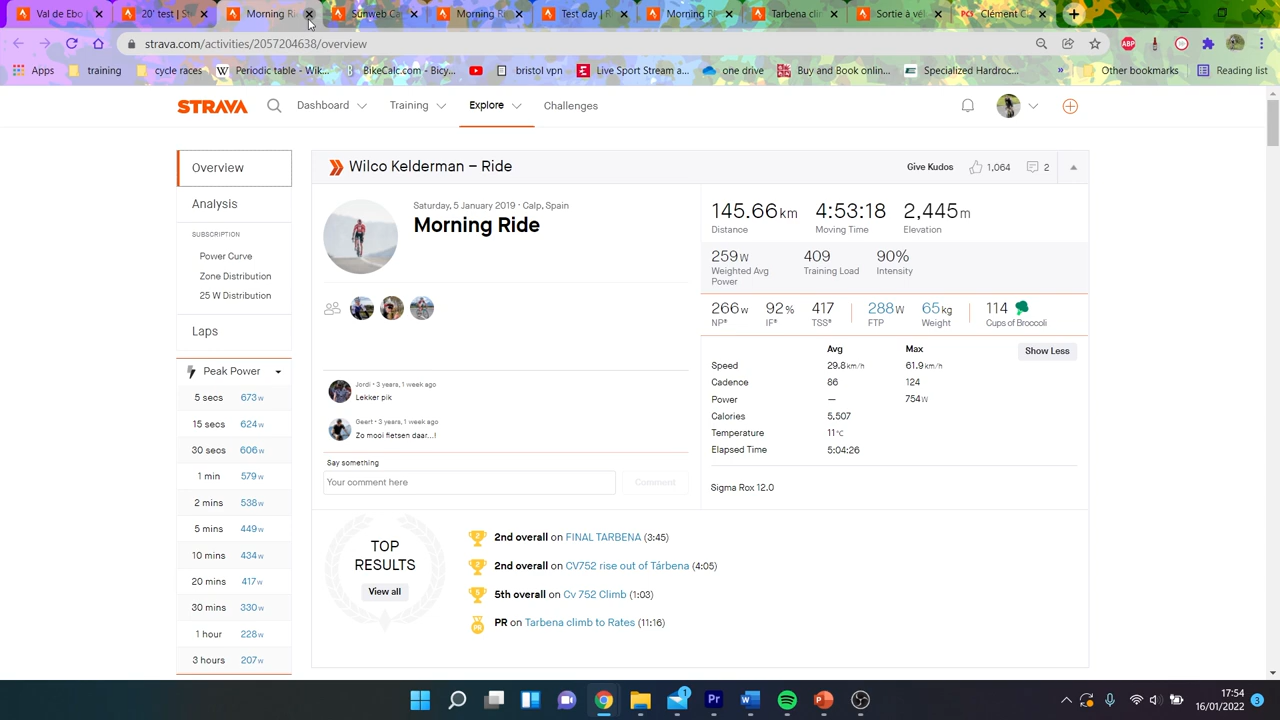 Val de Ebo
20' test | St
Morning Ri
Sunweb Ca
Morning Ri
Test day | R
Morning Ri
Tarbena cli
Sortie à vél
PCS Clément C
strava.com/activities/2057204638/overview
Apps training cycle races Periodic table - Wik... BikeCalc.com - Bicy... bristol vpn Live Sport Stream a... one drive Buy and Book onlin... Specialized Hardroc... » Other bookmarks Reading list
STRAVA Dashboard Training Explore Challenges
Overview
Analysis
SUBSCRIPTION
Power Curve
Zone Distribution
25 W Distribution
Laps
Peak Power
5 secs 673w
15 secs 624w
30 secs 606w
1 min 579w
2 mins 538w
5 mins 449w
10 mins 434w
20 mins 417w
30 mins 330w
1 hour 228w
3 hours 207w
Wilco Kelderman – Ride
Give Kudos 1,064 2
Saturday, 5 January 2019 · Calp, Spain
Morning Ride
Jordi • 3 years, 1 week ago
Lekker pik
Geert • 3 years, 1 week ago
Zo mooi fietsen daar...!
Say something
Your comment here
Comment
145.66km 4:53:18 2,445m
Distance Moving Time Elevation
259W 409 90%
Weighted Avg Power Training Load Intensity
266w 92% 417 288W 65kg 114
NP® IF® TSS® FTP Weight Cups of Broccoli
Avg Max
Show Less
Speed 29.8km/h 61.9km/h
Cadence 86 124
Power — 754W
Calories 5,507
Temperature 11℃
Elapsed Time 5:04:26
Sigma Rox 12.0
TOP
RESULTS
View all
2nd overall on FINAL TARBENA (3:45)
2nd overall on CV752 rise out of Tárbena (4:05)
5th overall on Cv 752 Climb (1:03)
PR on Tarbena climb to Rates (11:16)
17:54
16/01/2022